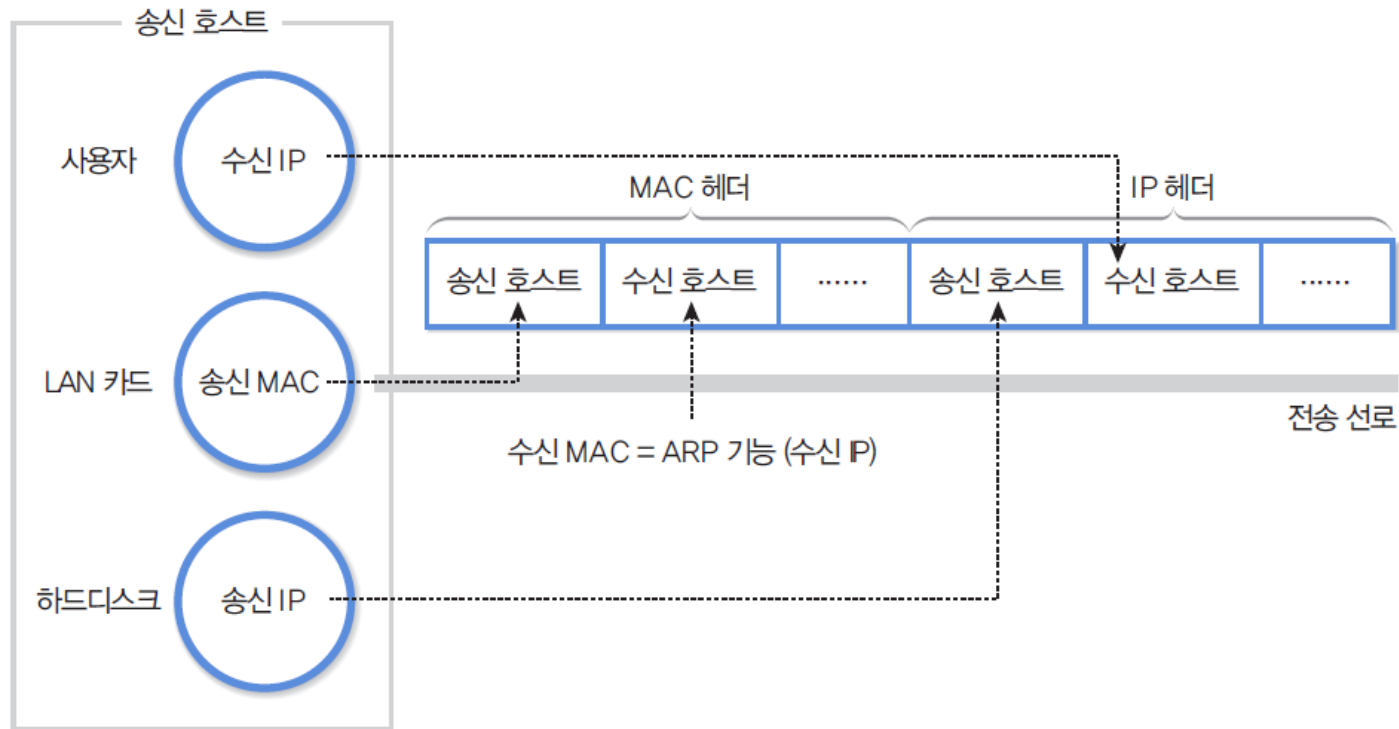 송신 호스트
사용자
수신 IP
MAC 헤더
IP 헤더
송신 호스트
수신 호스트
······
송신 호스트
수신 호스트
······
LAN 카드
송신 MAC
전송 선로
수신 MAC = ARP 기능 (수신 IP)
하드디스크
송신 IP